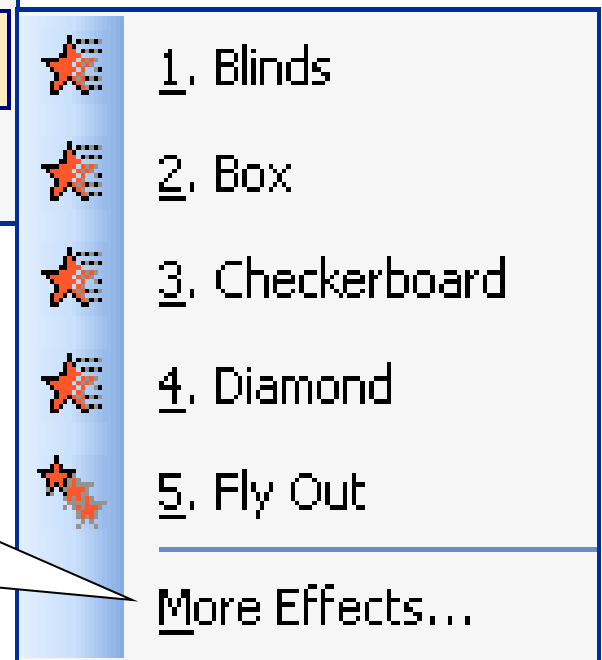 1. Blinds
2. Box
3. Checkerboard
4. Diamond
5. Fly Out
More Effects...